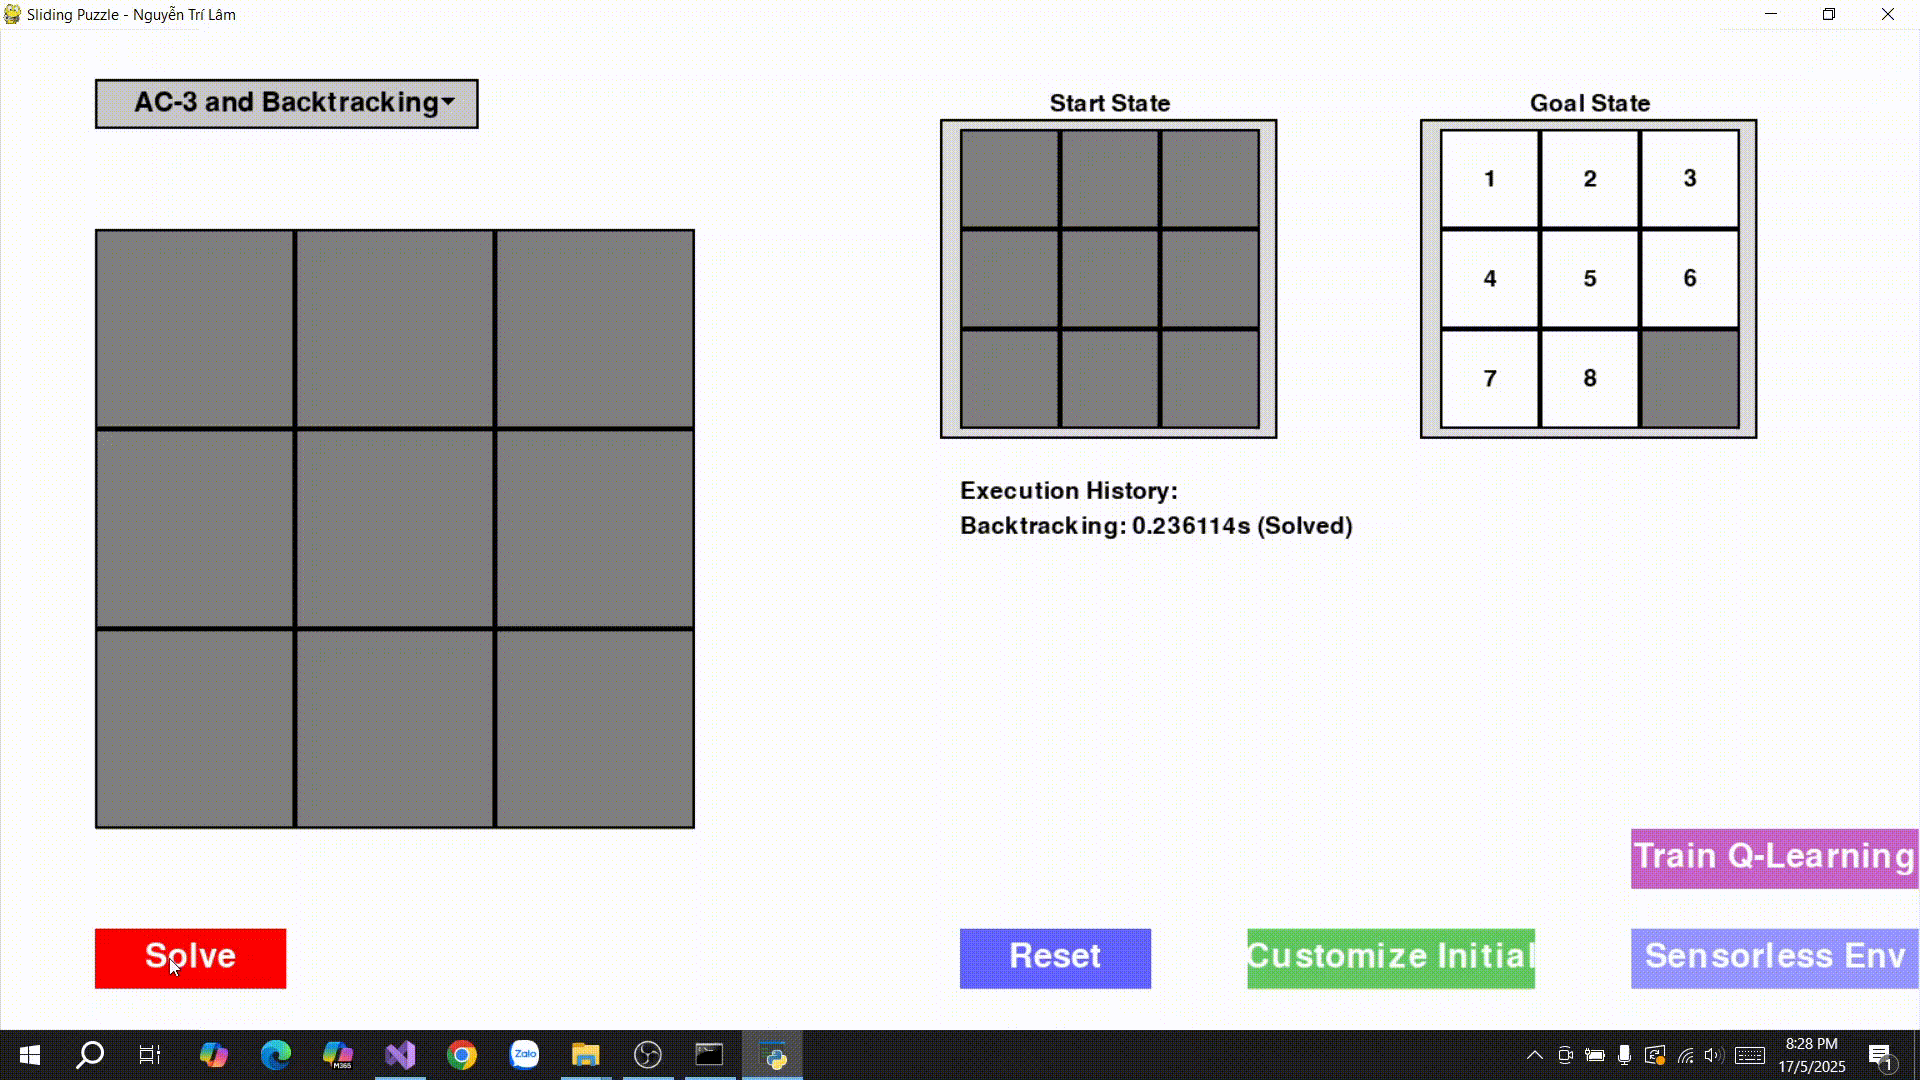 Sliding Puzzle - Nguyễn Trí Lâm
AC-3 and Backtracking
Start State
Goal State
1 2 3
4 5 6
7 8
Execution History:
Backtracking: 0.236114s (Solved)
Train Q-Learning
Solve
Reset
Customize Initial
Sensorless Env
M365
Zalo
8:28 PM
17/5/2025
1